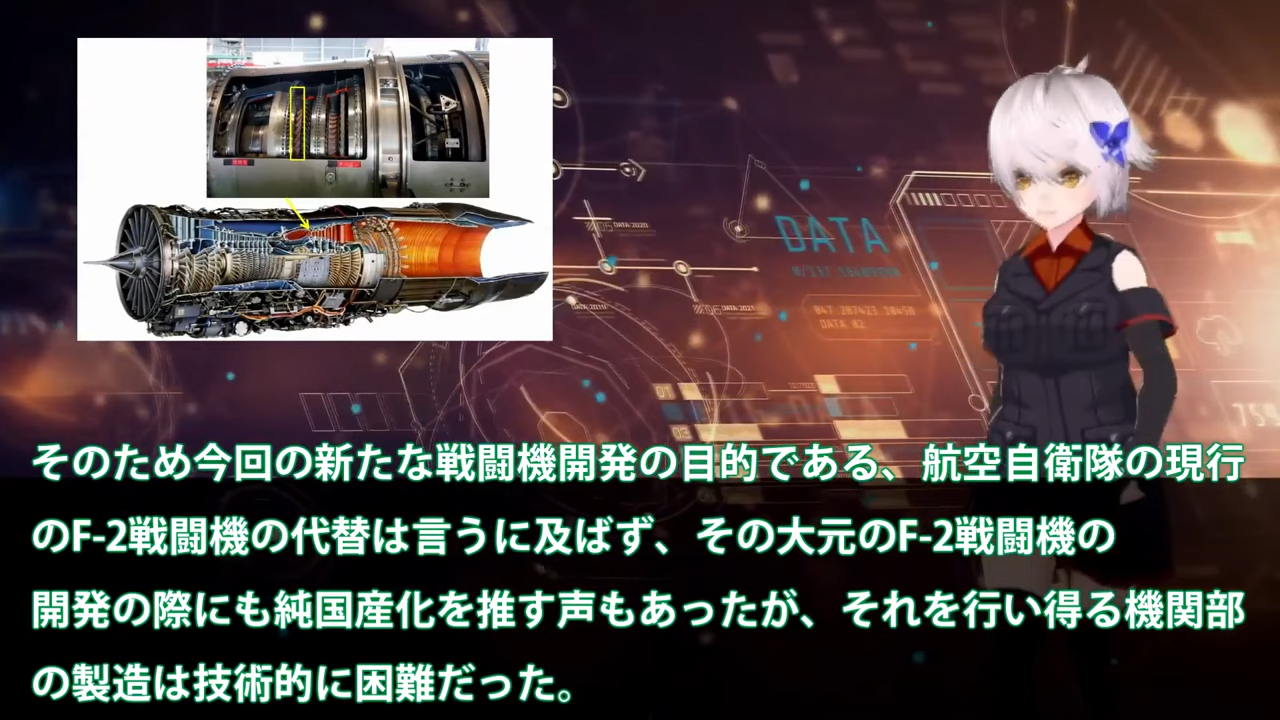 DATA
DATA 02
01
03
そのため今回の新たな戦闘機開発の目的である、航空自衛隊の現行
のF-2戦闘機の代替は言うに及ばず、その大元のF-2戦闘機の
開発の際にも純国産化を推す声もあったが、それを行い得る機関部
の製造は技術的に困難だった。